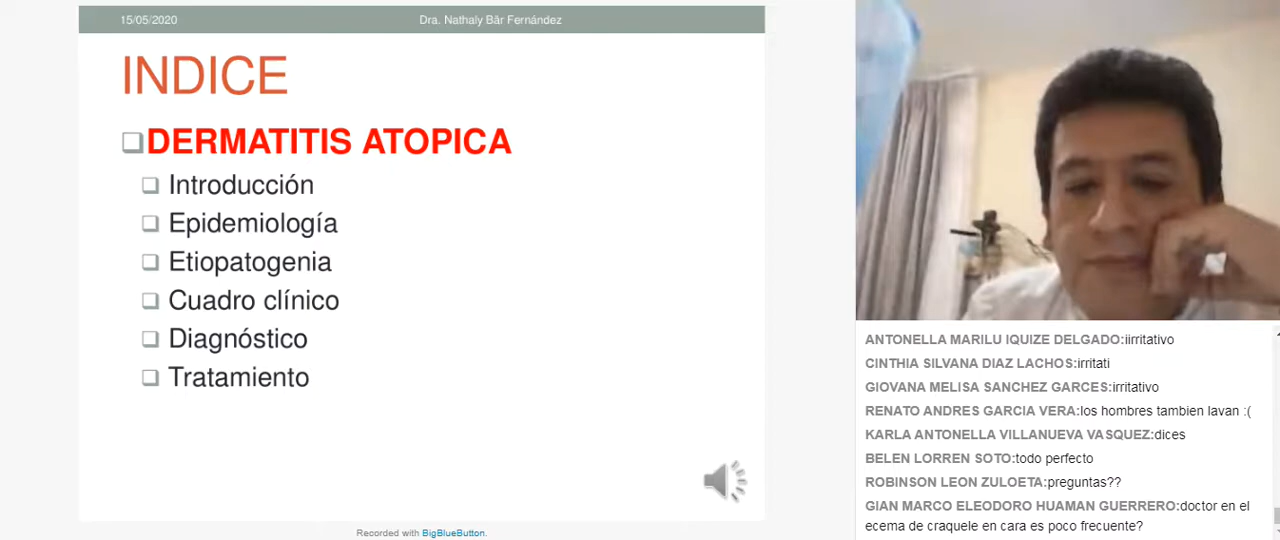 15/05/2020 Dra. Nathaly Bär Fernández
INDICE
DERMATITIS ATOPICA
Introducción
Epidemiología
Etiopatogenia
Cuadro clínico
Diagnóstico
Tratamiento
Recorded with BigBlueButton.
ANTONELLA MARILU IQUIZE DELGADO:iirritativo
CINTHIA SILVANA DIAZ LACHOS:irritati
GIOVANA MELISA SANCHEZ GARCES:irritativo
RENATO ANDRES GARCIA VERA:los hombres tambien lavan :(
KARLA ANTONELLA VILLANUEVA VASQUEZ:dices
BELEN LORREN SOTO:todo perfecto
ROBINSON LEON ZULOETA:preguntas??
GIAN MARCO ELEODORO HUAMAN GUERRERO:doctor en el
ecema de craquele en cara es poco frecuente?